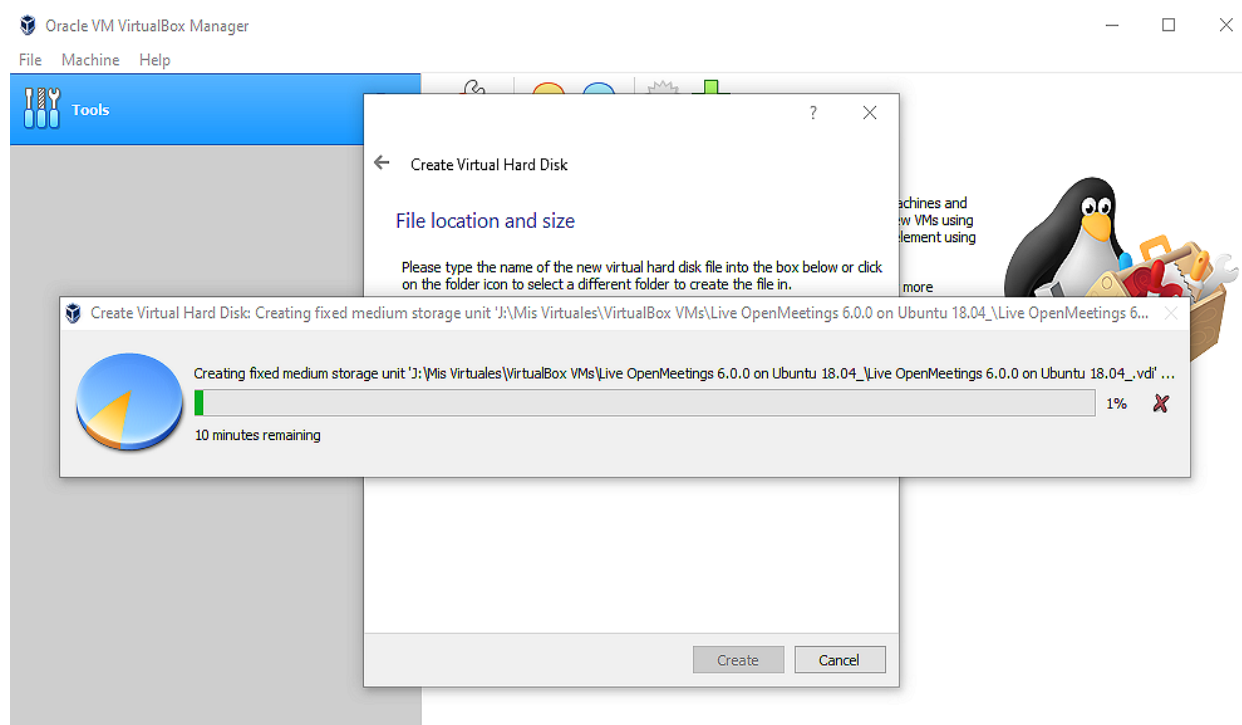 Oracle VM VirtualBox Manager
File Machine Help
Tools
?
Create Virtual Hard Disk
File location and size
Please type the name of the new virtual hard disk file into the box below or click
on the folder icon to select a different folder to create the file in.
achines and
ew VMs using
element using
more
Create Virtual Hard Disk: Creating fixed medium storage unit 'J:\Mis Virtuales\VirtualBox VMs\Live OpenMeetings 6.0.0 on Ubuntu 18.04_\Live OpenMeetings 6...
Creating fixed medium storage unit 'J:\Mis Virtuales\VirtualBox VMs\Live OpenMeetings 6.0.0 on Ubuntu 18.04_\Live OpenMeetings 6.0.0 on Ubuntu 18.04_.vdi' ...
1%
10 minutes remaining
Create Cancel